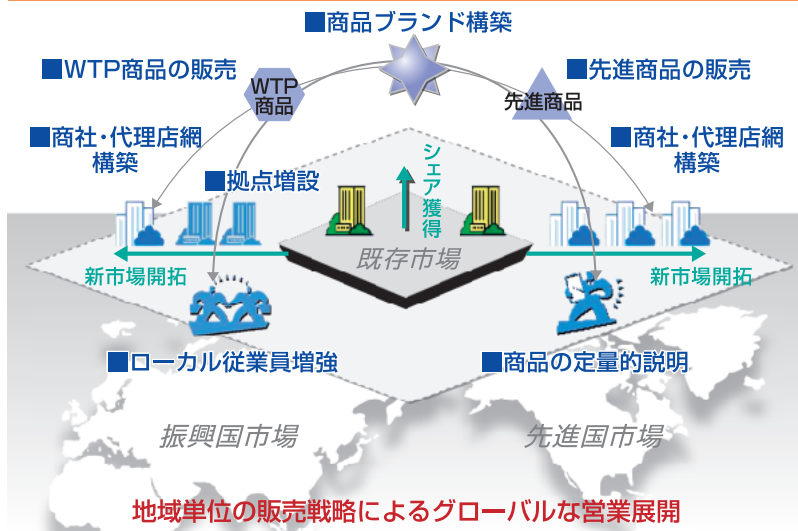 ■商品ブランド構築
■WTP商品の販売
■先進商品の販売
WTP
商品
先進商品
■商社・代理店網
構築
■商社・代理店網
構築
■拠点増設
シェア獲得
既存市場
新市場開拓
新市場開拓
■ローカル従業員増強
■商品の定量的説明
振興国市場
先進国市場
地域単位の販売戦略によるグローバルな営業展開